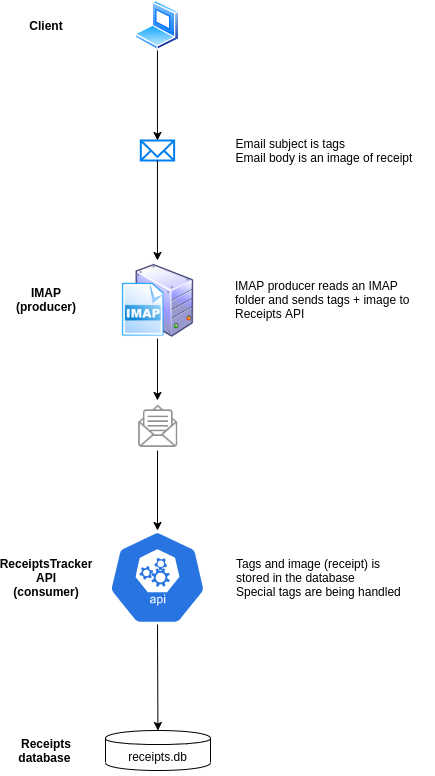 Client
Email subject is tags
Email body is an image of receipt
IMAP
(producer)
IMAP
IMAP producer reads an IMAP
folder and sends tags + image to
Receipts API
ReceiptsTracker
API
(consumer)
api
Tags and image (receipt) is
stored in the database
Special tags are being handled
Receipts
database
receipts.db